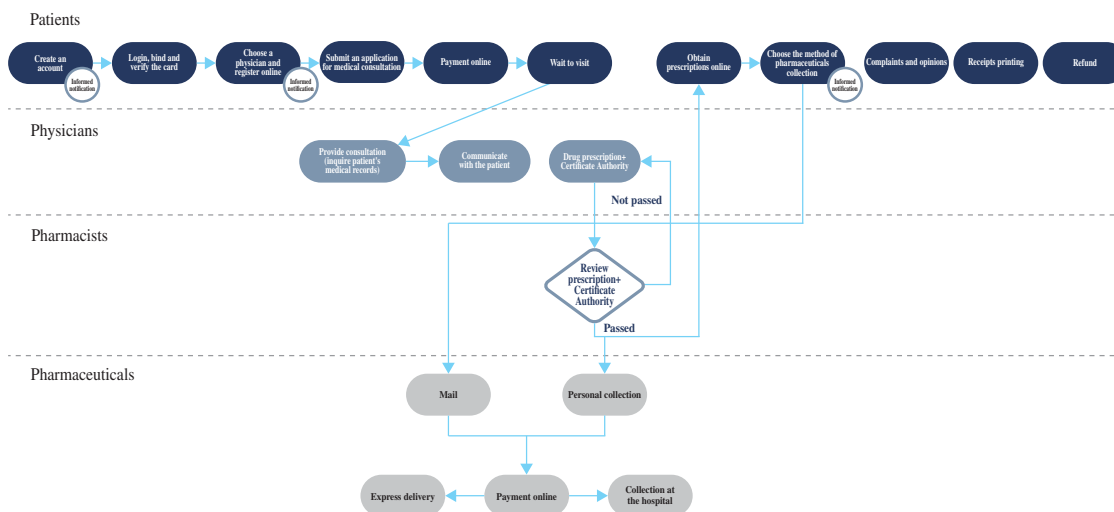 Patients
Create an
account
Informed
notification
Login, bind and
verify the card
Choose a
physician and
register online
Informed
notification
Submit an application
for medical consultation
Payment online
Wait to visit
Obtain
prescriptions online
Choose the method of
pharmaceuticals
collection
Informed
notification
Complaints and opinions
Receipts printing
Refund
Physicians
Provide consultation
(inquire patient's
medical records)
Communicate
with the patient
Drug prescription+
Certificate Authority
Not passed
Pharmacists
Review
prescription+
Certificate
Authority
Passed
Pharmaceuticals
Mail
Personal collection
Express delivery
Payment online
Collection at
the hospital